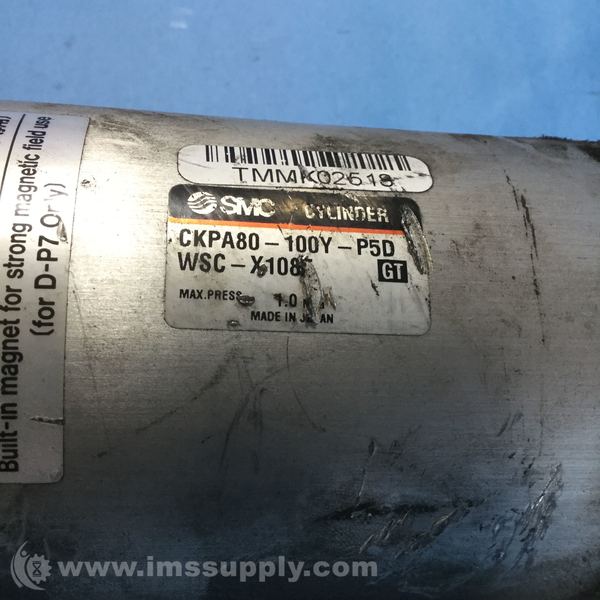 TMMK02518
SMC CYLINDER
CKPA80-100Y-P5D
WSC-X108
GT
MAX.PRESS. 1.0
MADE IN JAPAN
Built-in magnet for strong magnetic field use
(for D-P7 Only)
www.imssupply.com